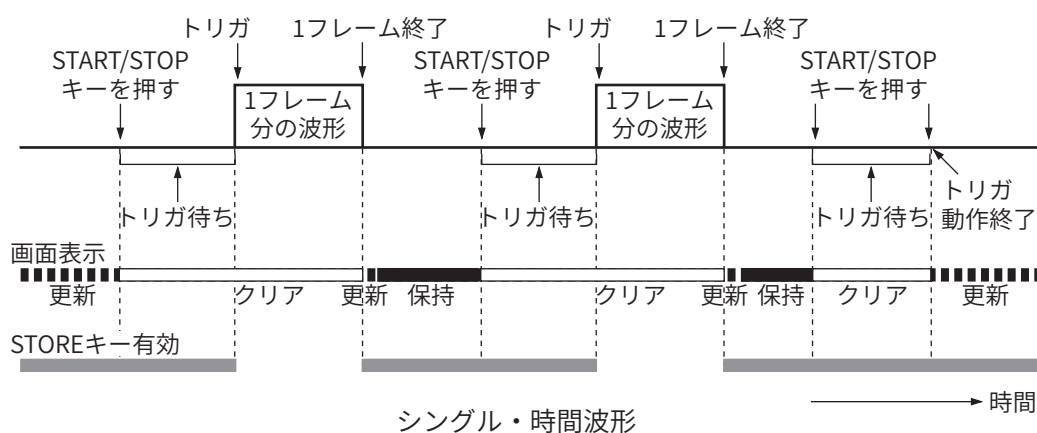 トリガ
1フレーム終了
トリガ
1フレーム終了
START/STOP
キーを押す
START/STOP
キーを押す
START/STOP
キーを押す
1フレーム
分の波形
1フレーム
分の波形
トリガ待ち
トリガ待ち
トリガ待ち
トリガ
動作終了
画面表示
更新
クリア
更新
保持
クリア
更新
保持
クリア
更新
STOREキー有効
時間
シングル・時間波形